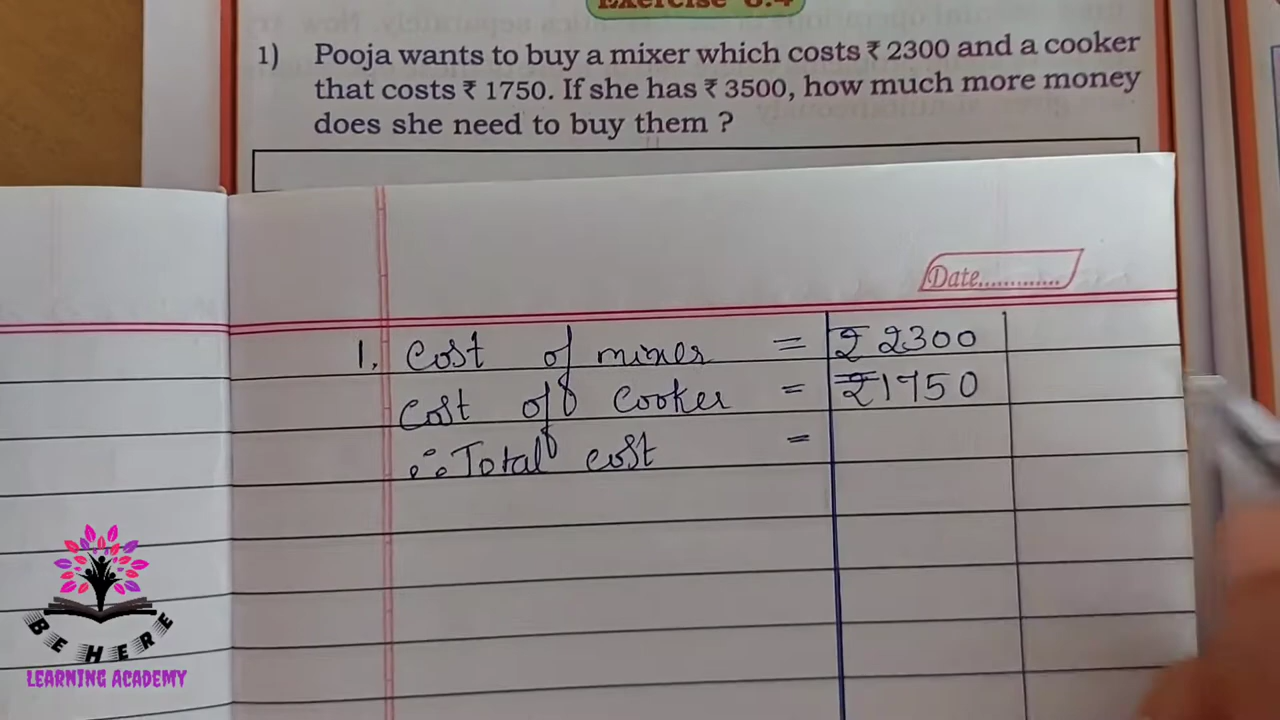 Exercise 8.4
1) Pooja wants to buy a mixer which costs ₹ 2300 and a cooker
that costs ₹ 1750. If she has ₹ 3500, how much more money
does she need to buy them ?
Date.............
1. Cost of mixer = ₹ 2300
Cost of Cooker = ₹1750
∴ Total cost =
BE HERE
LEARNING ACADEMY